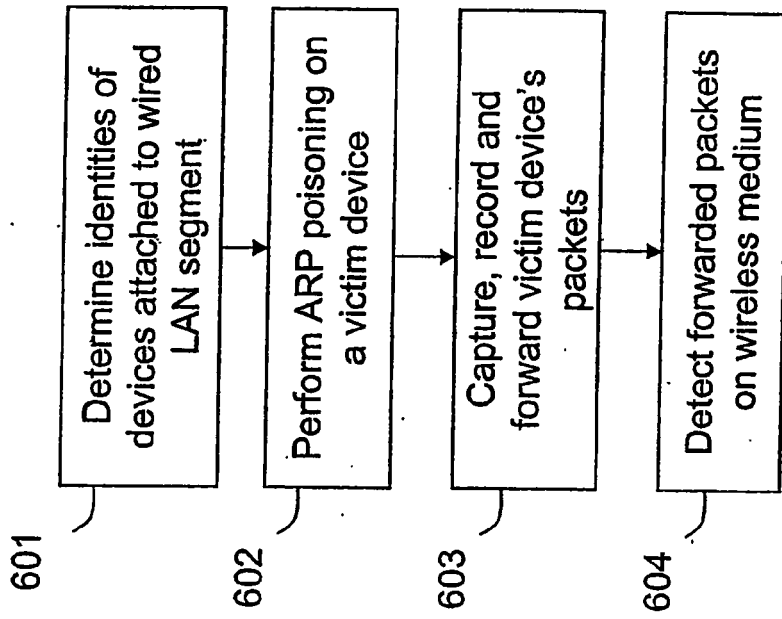 601
Determine identities of
devices attached to wired
LAN segment
602
Perform ARP poisoning on
a victim device
603
Capture, record and
forward victim device's
packets
604
Detect forwarded packets
on wireless medium